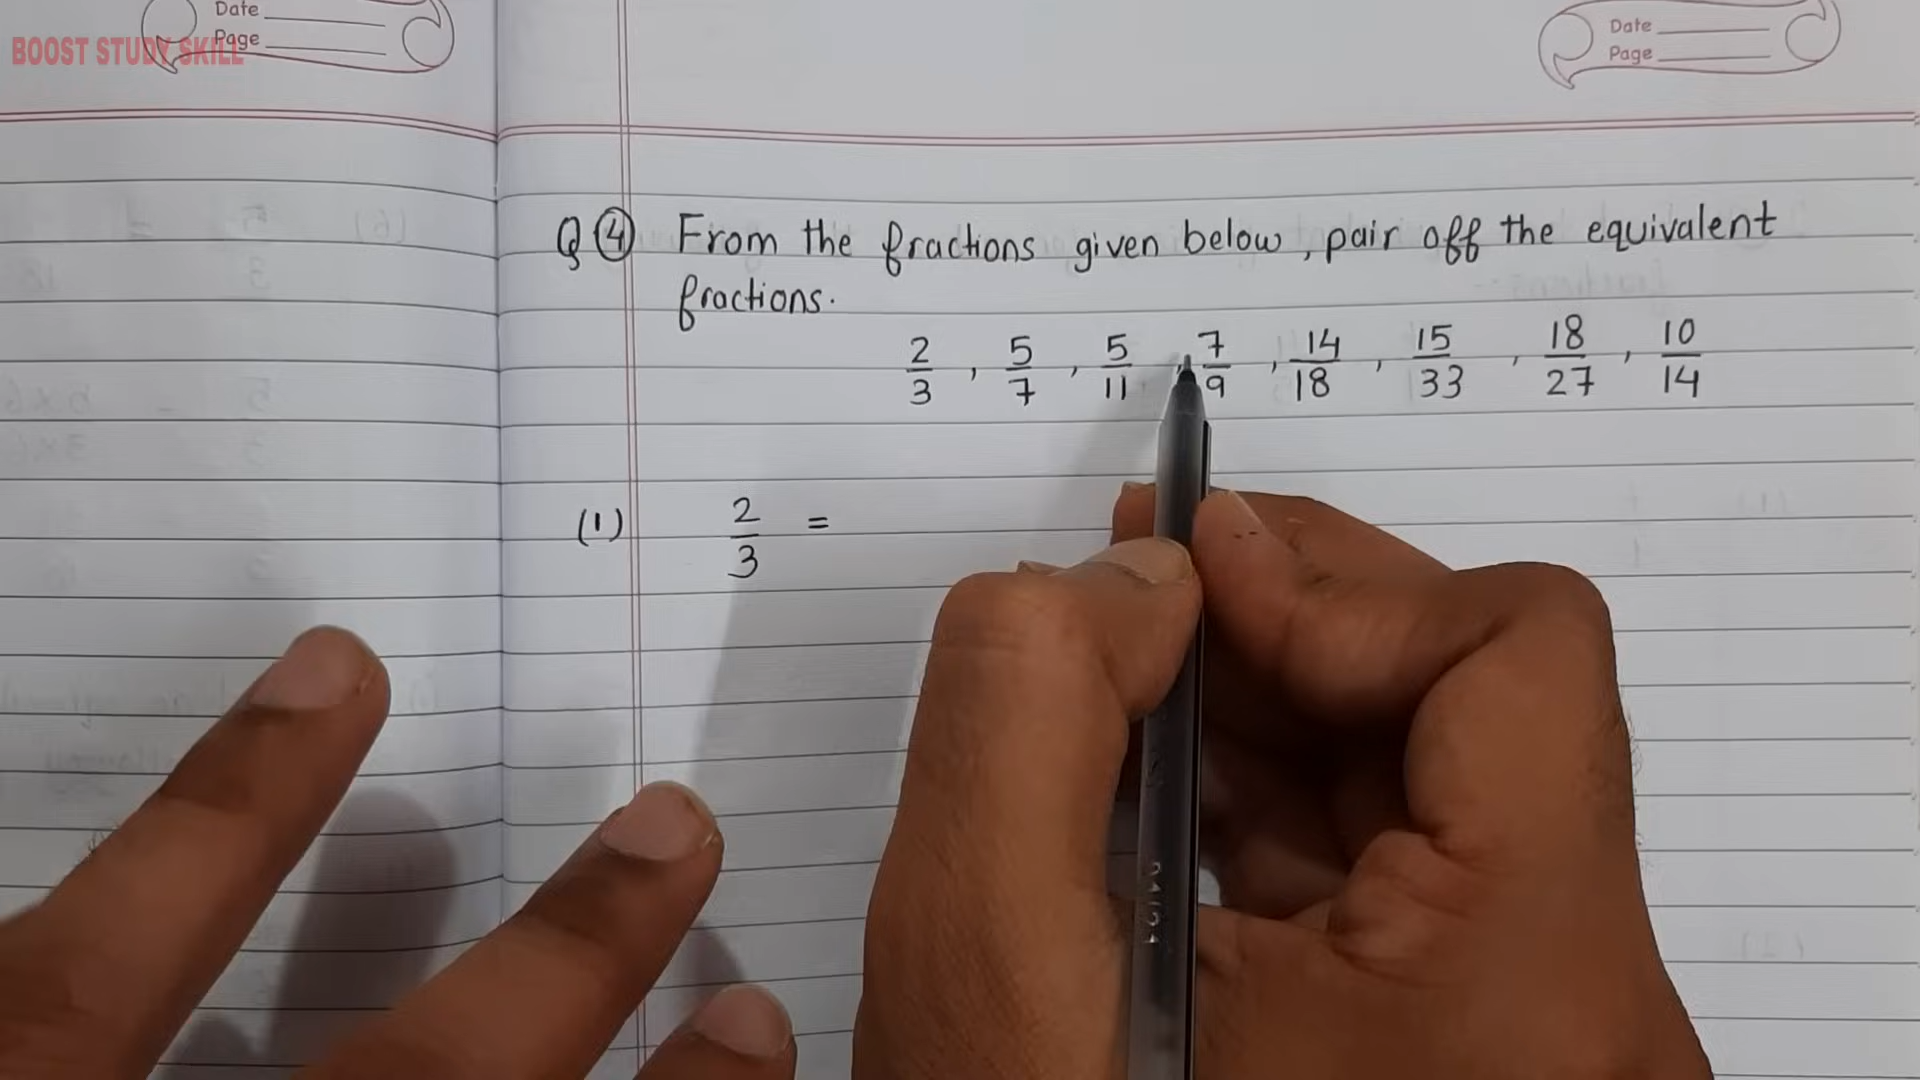 BOOST STUDY SKILL
Date
Page
Date
Page
Q 4 From the fractions given below, pair off the equivalent
fractions.
2/3 , 5/7 , 5/11 , 7/9 , 14/18 , 15/33 , 18/27 , 10/14
(1) 2/3 =